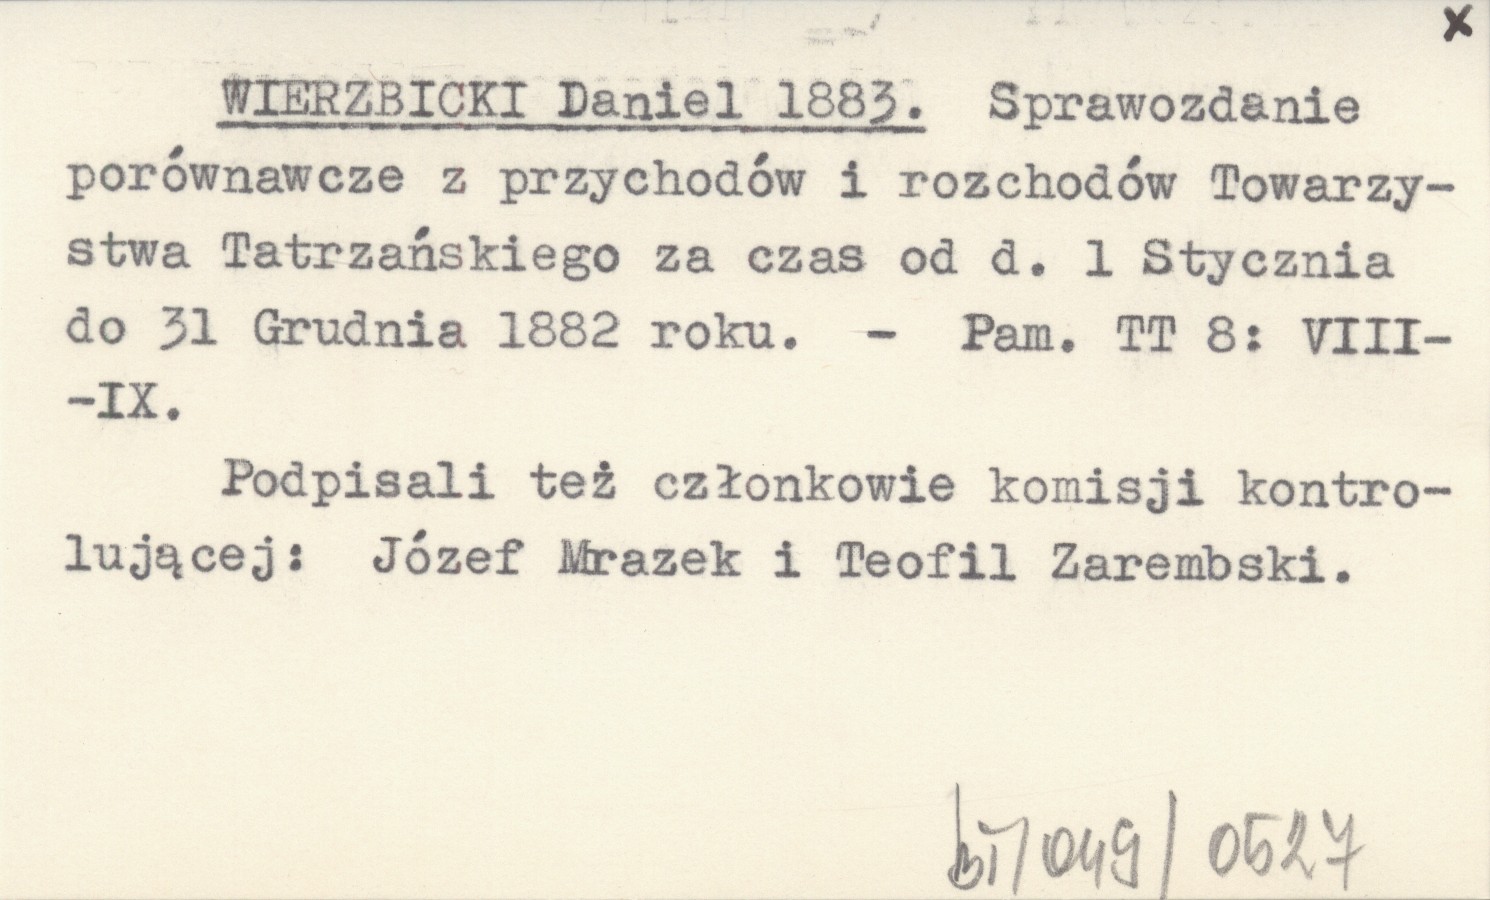 x
WIERZBICKI Daniel 1883. Sprawozdanie
porównawcze z przychodów i rozchodów Towarzy-
stwa Tatrzańskiego za czas od d. 1 Stycznia
do 31 Grudnia 1882 roku. - Pam. TT 8: VIII-
-IX.
Podpisali też członkowie komisji kontro-
lującej: Józef Mrazek i Teofil Zarembski.
bi/049/0527